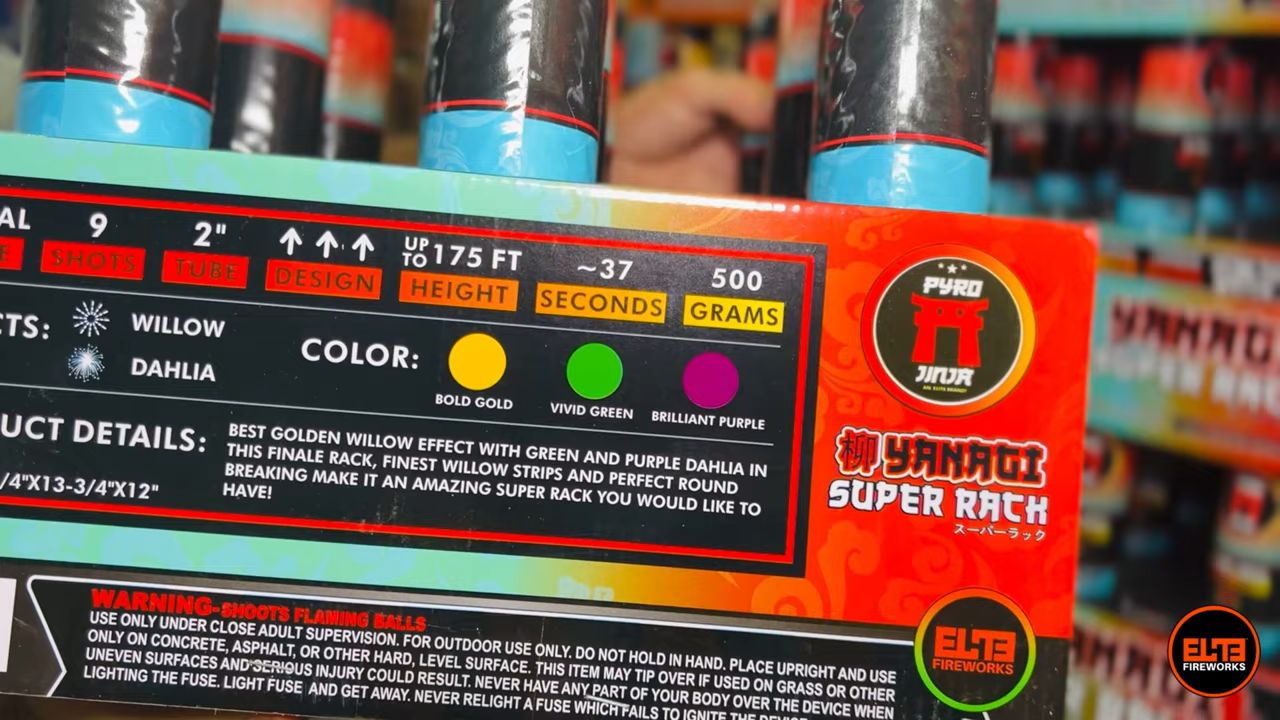 AL
9
SHOTS
2"
TUBE
DESIGN
UP TO 175 FT
HEIGHT
~37
SECONDS
500
GRAMS
CTS:
WILLOW
DAHLIA
COLOR:
BOLD GOLD
VIVID GREEN
BRILLIANT PURPLE
UCT DETAILS:
/4"X13-3/4"X12"
BEST GOLDEN WILLOW EFFECT WITH GREEN AND PURPLE DAHLIA IN
THIS FINALE RACK, FINEST WILLOW STRIPS AND PERFECT ROUND
BREAKING MAKE IT AN AMAZING SUPER RACK YOU WOULD LIKE TO
HAVE!
PYRO
JINJA
AN ELITE BRAND!
柳 YANAGI
SUPER RACK
スーパーラック
WARNING-SHOOTS FLAMING BALLS
USE ONLY UNDER CLOSE ADULT SUPERVISION. FOR OUTDOOR USE ONLY. DO NOT HOLD IN HAND. PLACE UPRIGHT AND USE
ONLY ON CONCRETE, ASPHALT, OR OTHER HARD, LEVEL SURFACE. THIS ITEM MAY TIP OVER IF USED ON GRASS OR OTHER
UNEVEN SURFACES AND SERIOUS INJURY COULD RESULT. NEVER HAVE ANY PART OF YOUR BODY OVER THE DEVICE WHEN
LIGHTING THE FUSE. LIGHT FUSE AND GET AWAY. NEVER RELIGHT A FUSE WHICH FAILS TO IGNITE THE
ELITE
FIREWORKS
YANAGI
SUPER RACK
ELITE
FIREWORKS